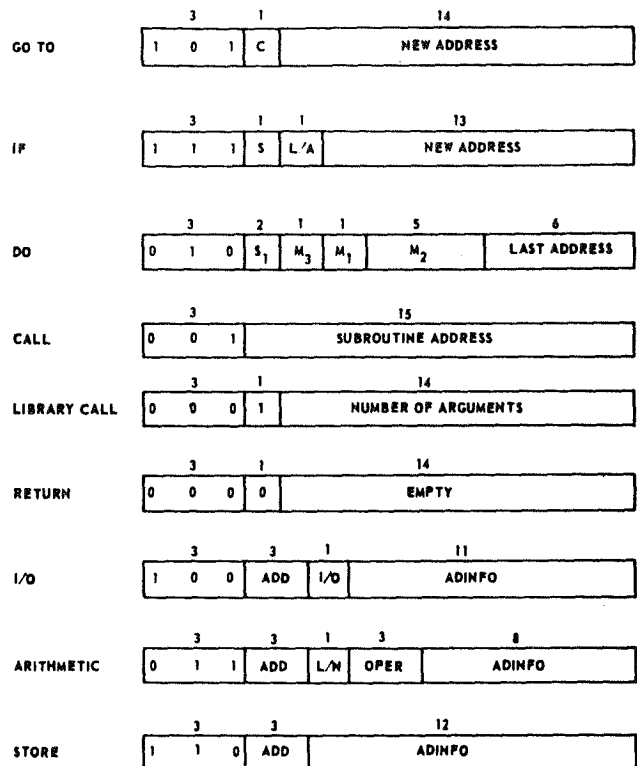 3 1 14
GO TO 1 0 1 C NEW ADDRESS
3 1 1 13
IF 1 1 1 S L/A NEW ADDRESS
3 2 1 1 5 6
DO 0 1 0 S₁ M₃ M₁ M₂ LAST ADDRESS
3 15
CALL 0 0 1 SUBROUTINE ADDRESS
3 1 14
LIBRARY CALL 0 0 0 1 NUMBER OF ARGUMENTS
3 1 14
RETURN 0 0 0 0 EMPTY
3 3 1 11
I/O 1 0 0 ADD I/O ADINFO
3 3 1 3 8
ARITHMETIC 0 1 1 ADD L/N OPER ADINFO
3 3 12
STORE 1 1 0 ADD ADINFO